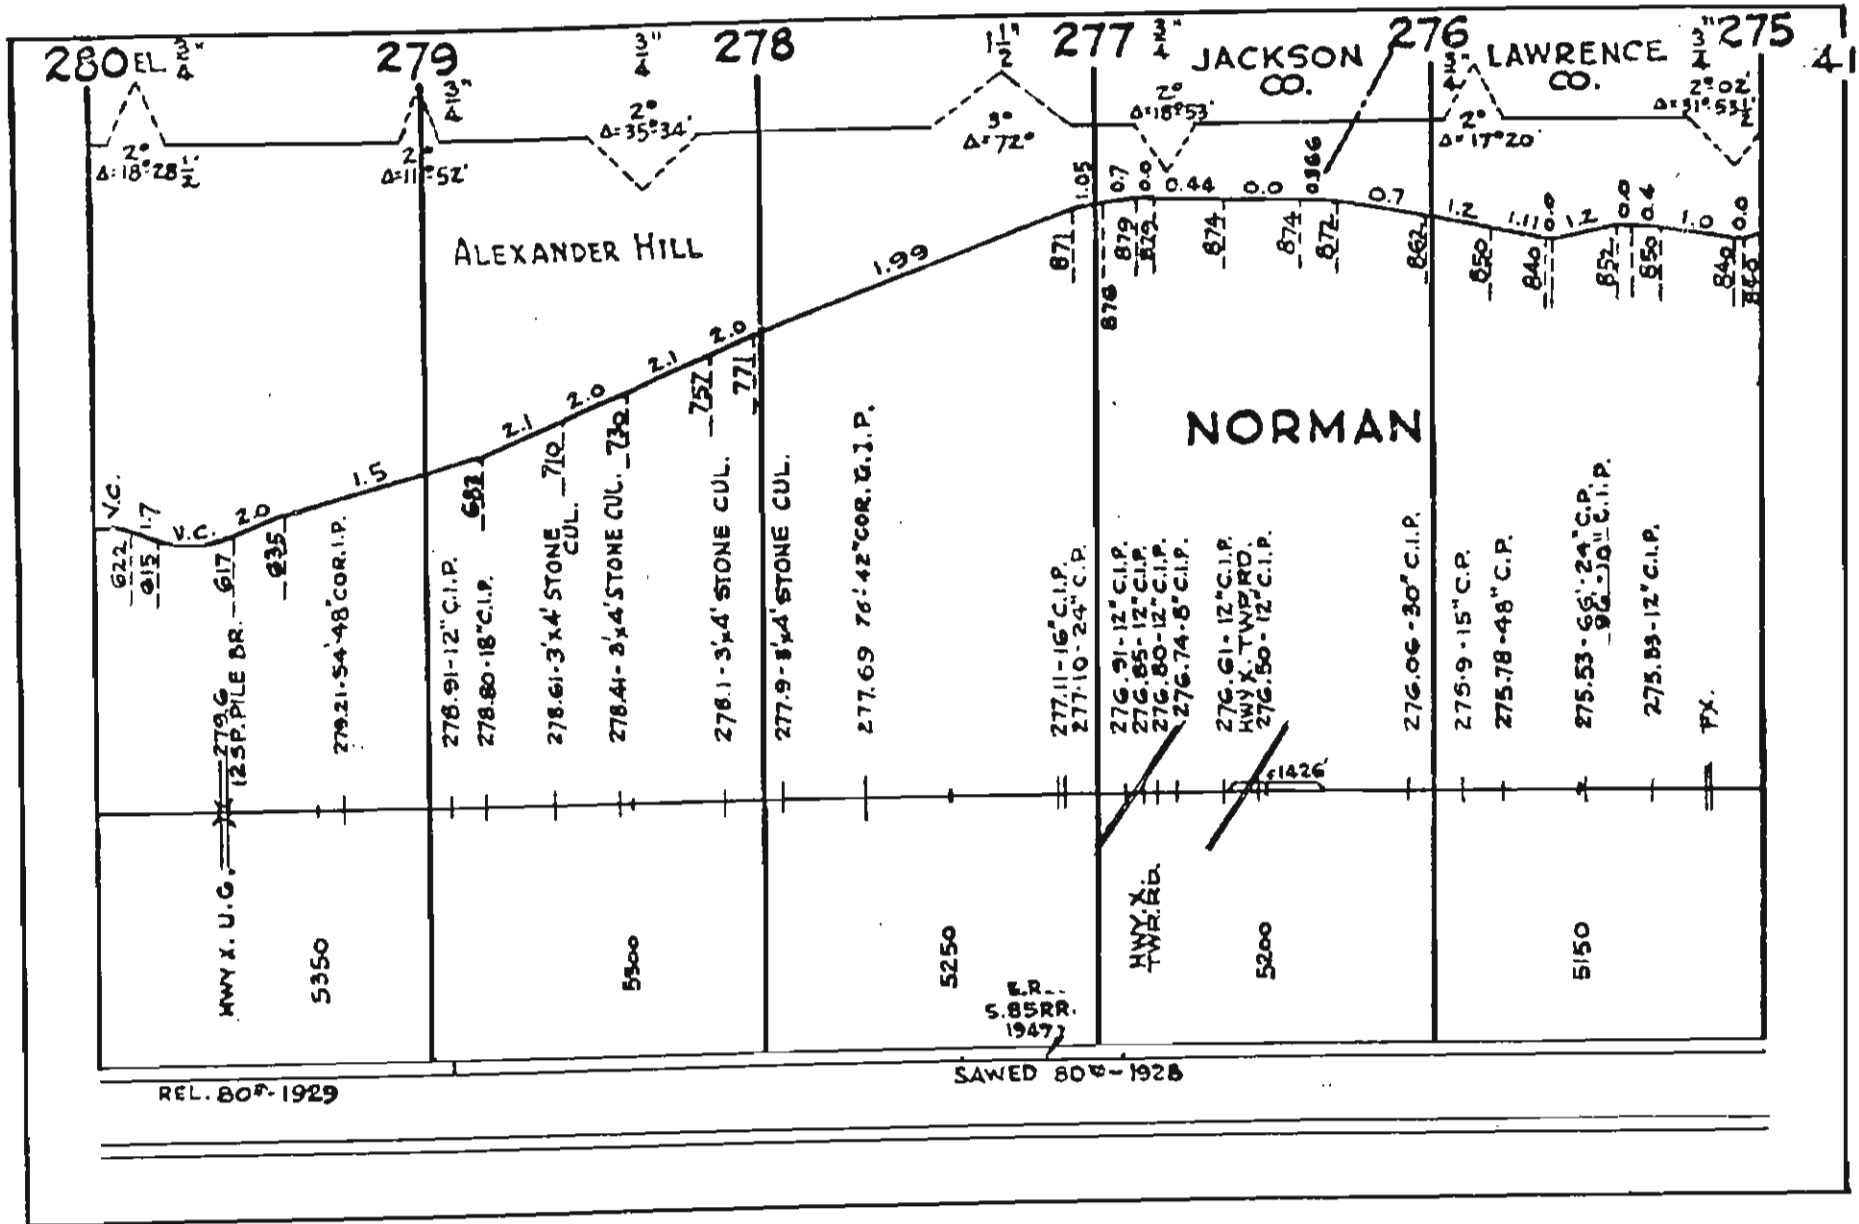 280 EL 3/4"
279
3/4"
3/4"
278
1 1/2"
277
3/4"
JACKSON
CO.
276
3/4"
LAWRENCE
CO.
3/4"
275
41
2°
Δ=18°28 1/2'
2°
Δ=11°-52'
2°
Δ=35°34'
3°
Δ=72°
2°
Δ=18°53'
2°
Δ=17°20'
2°-02'
Δ=31°-53 1/2'
ALEXANDER HILL
NORMAN
V.C.
1.7
V.C.
2.0
1.5
2.1
2.0
2.1
2.0
1.99
1.05
0.7
0.0
0.44
0.0
0.7
1.2
1.11
0.0
1.2
0.0
0.4
1.0
0.0
622
615
617
635
710
730
757
771
871
876
879
879
874
874
872
862
850
840
852
850
840
840
279.6
12SP.PILE BR.
279.21-54'-48"COR.I.P.
278.91-12" C.I.P.
278.80-18"C.I.P.
278.61-3'x4' STONE
CUL.
278.41-3'x4' STONE CUL.
278.1-3'x4' STONE CUL.
277.9-3'x4' STONE CUL.
277.69 76'-42"COR.G.I.P.
277.11-16"C.I.P.
277.10-24"C.P.
276.91-12"C.I.P.
276.85-12"C.I.P.
276.80-12"C.I.P.
276.74-8"C.I.P.
276.61-12"C.I.P.
HWY X. TWP. RD.
276.50-12"C.I.P.
276.06-30"C.I.P.
275.9-15"C.P.
275.78-48"C.P.
275.53-66'-24"C.P.
275.33-12"C.I.P.
1426'
HWY X. U.G.
HWY. X.
TWP. RD.
5350
5300
5250
5200
5150
S.85RR.
1947
REL. 80#-1929
SAWED 80#-1928